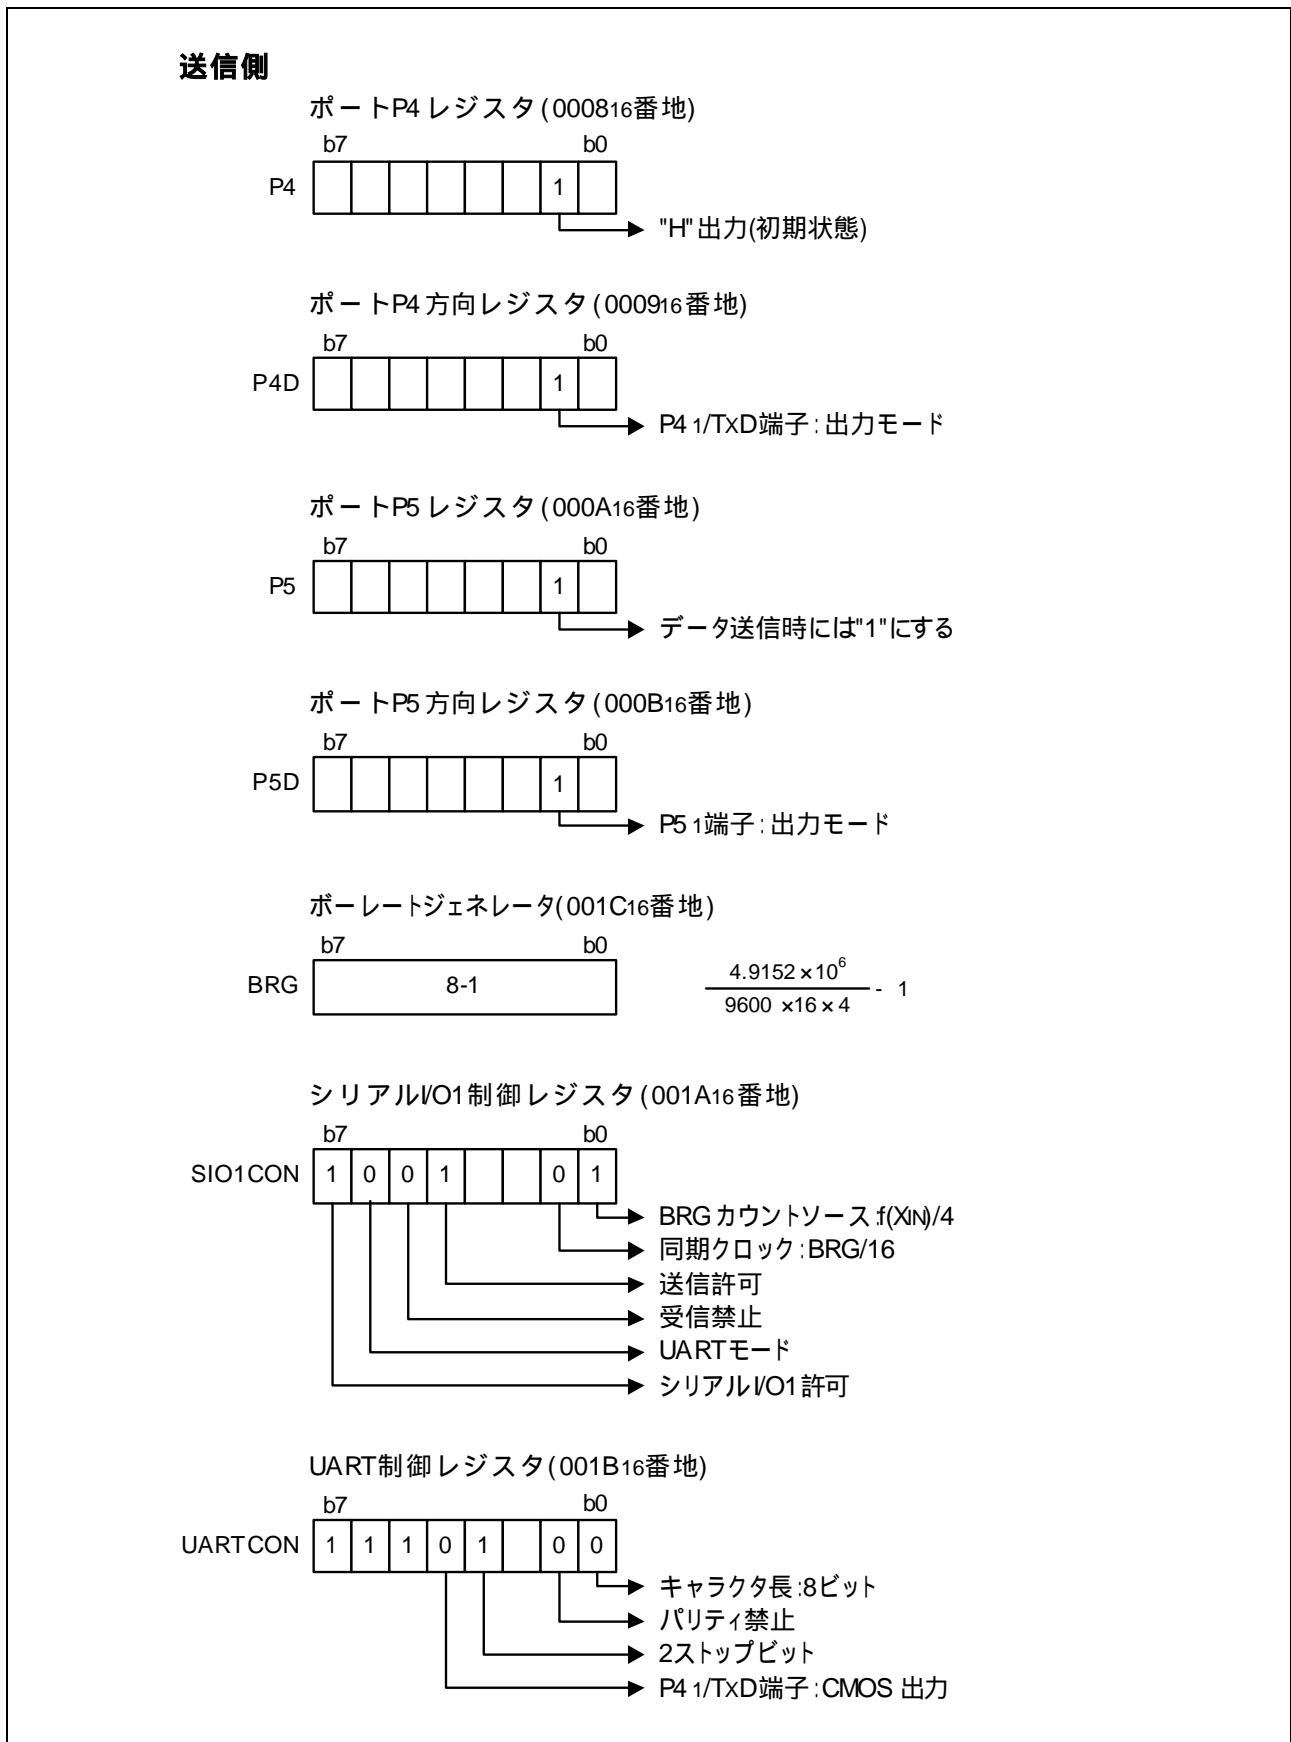 送信側
ポートP4レジスタ(000816番地)
b7 b0
P4 1
"H"出力(初期状態)
ポートP4方向レジスタ(000916番地)
b7 b0
P4D 1
P41/TXD端子:出力モード
ポートP5レジスタ(000A16番地)
b7 b0
P5 1
データ送信時には"1"にする
ポートP5方向レジスタ(000B16番地)
b7 b0
P5D 1
P51端子:出力モード
ボーレートジェネレータ(001C16番地)
b7 b0
BRG 8-1
4.9152×10^6
9600×16×4
- 1
シリアルI/O1制御レジスタ(001A16番地)
b7 b0
SIO1CON 1 0 0 1 0 1
BRGカウントソース:f(XIN)/4
同期クロック:BRG/16
送信許可
受信禁止
UARTモード
シリアルI/O1許可
UART制御レジスタ(001B16番地)
b7 b0
UARTCON 1 1 1 0 1 0 0
キャラクタ長:8ビット
パリティ禁止
2ストップビット
P41/TXD端子:CMOS 出力